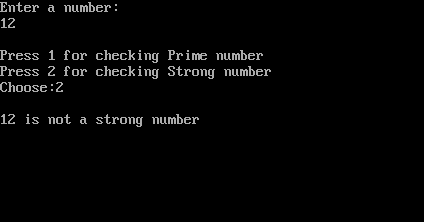 Enter a number:
12
Press 1 for checking Prime number
Press 2 for checking Strong number
Choose:2
12 is not a strong number